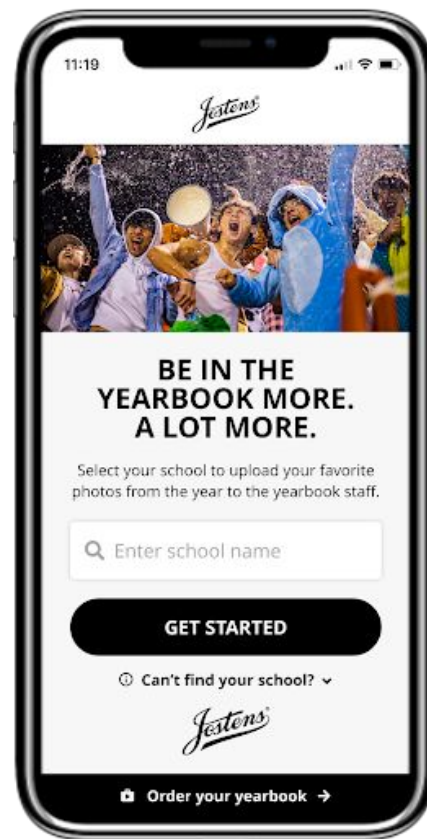 11:19
Jostens
BE IN THE
YEARBOOK MORE.
A LOT MORE.
Select your school to upload your favorite
photos from the year to the yearbook staff.
Enter school name
GET STARTED
Can't find your school?
Jostens
Order your yearbook